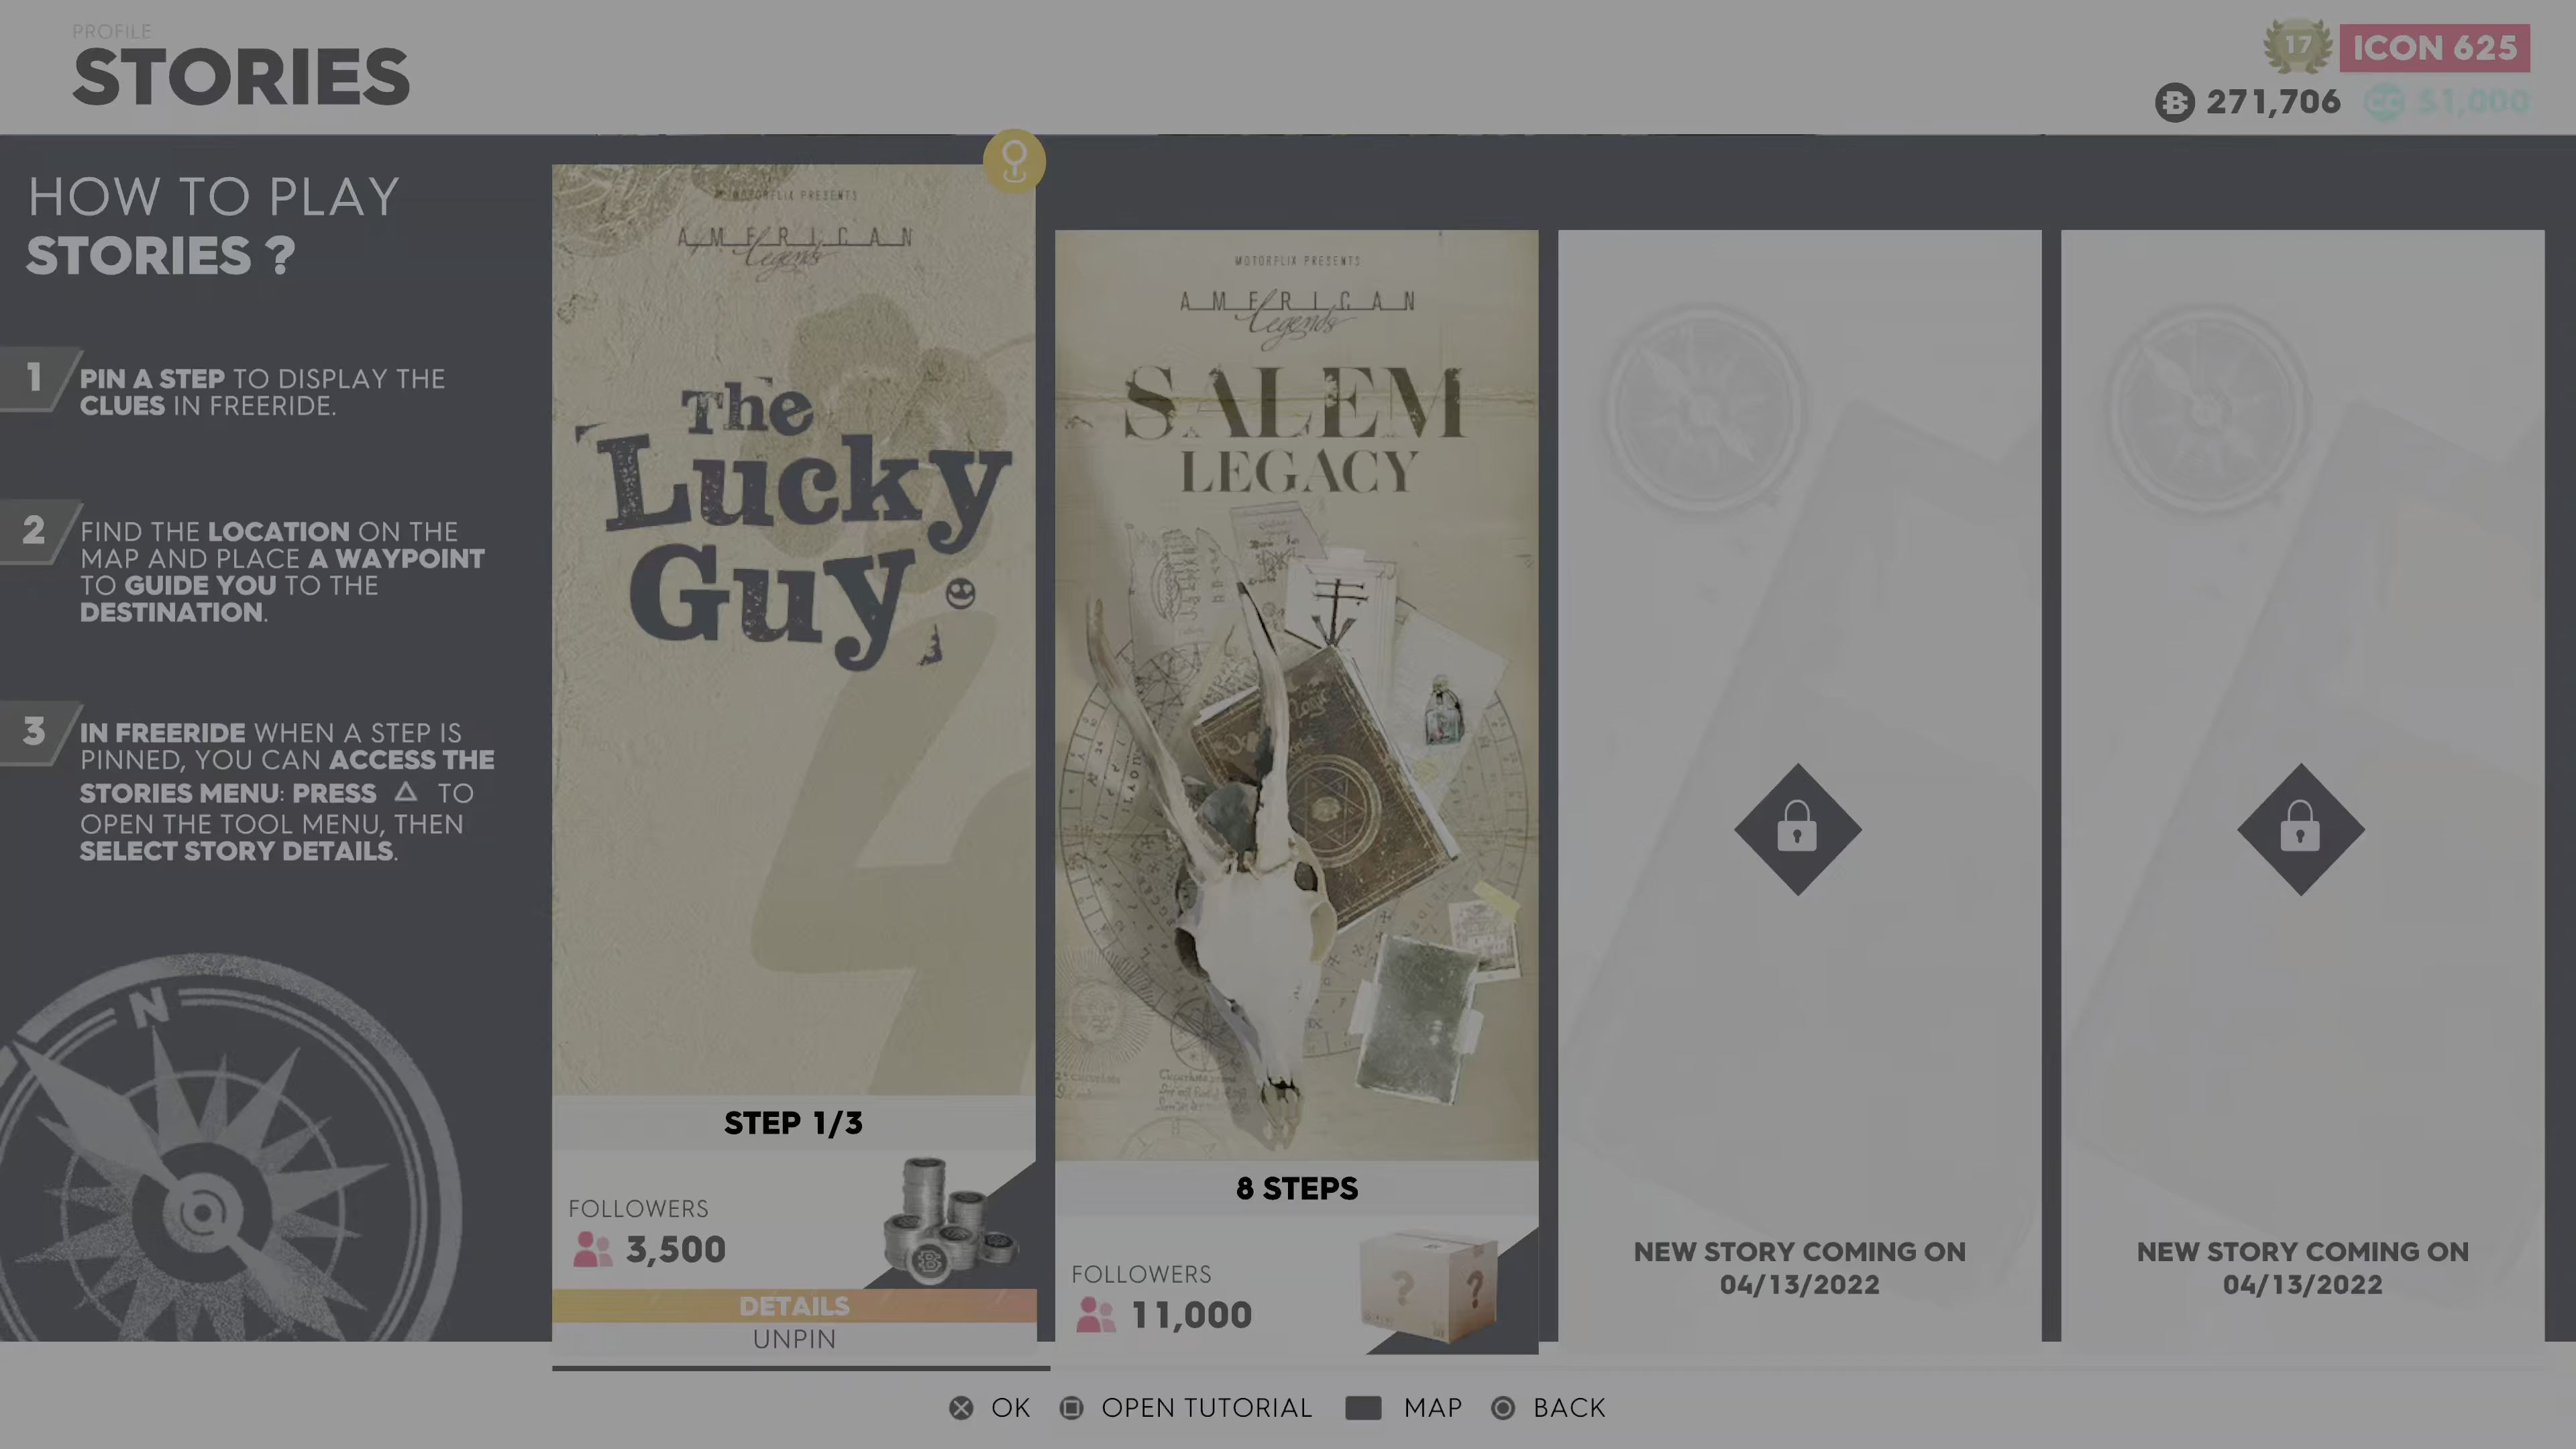 PROFILE
STORIES
17
ICON 625
271,706
CC $1,000
HOW TO PLAY
STORIES ?
1
PIN A STEP TO DISPLAY THE
CLUES IN FREERIDE.
2
FIND THE LOCATION ON THE
MAP AND PLACE A WAYPOINT
TO GUIDE YOU TO THE
DESTINATION.
3
IN FREERIDE WHEN A STEP IS
PINNED, YOU CAN ACCESS THE
STORIES MENU: PRESS △ TO
OPEN THE TOOL MENU, THEN
SELECT STORY DETAILS.
N
MOTORFLIX PRESENTS
AMERICAN
Legends
The
Lucky
Guy
STEP 1/3
FOLLOWERS
3,500
DETAILS
UNPIN
MOTORFLIX PRESENTS
AMERICAN
Legends
SALEM
LEGACY
8 STEPS
FOLLOWERS
11,000
? ?
NEW STORY COMING ON
04/13/2022
NEW STORY COMING ON
04/13/2022
OK
OPEN TUTORIAL
MAP
BACK